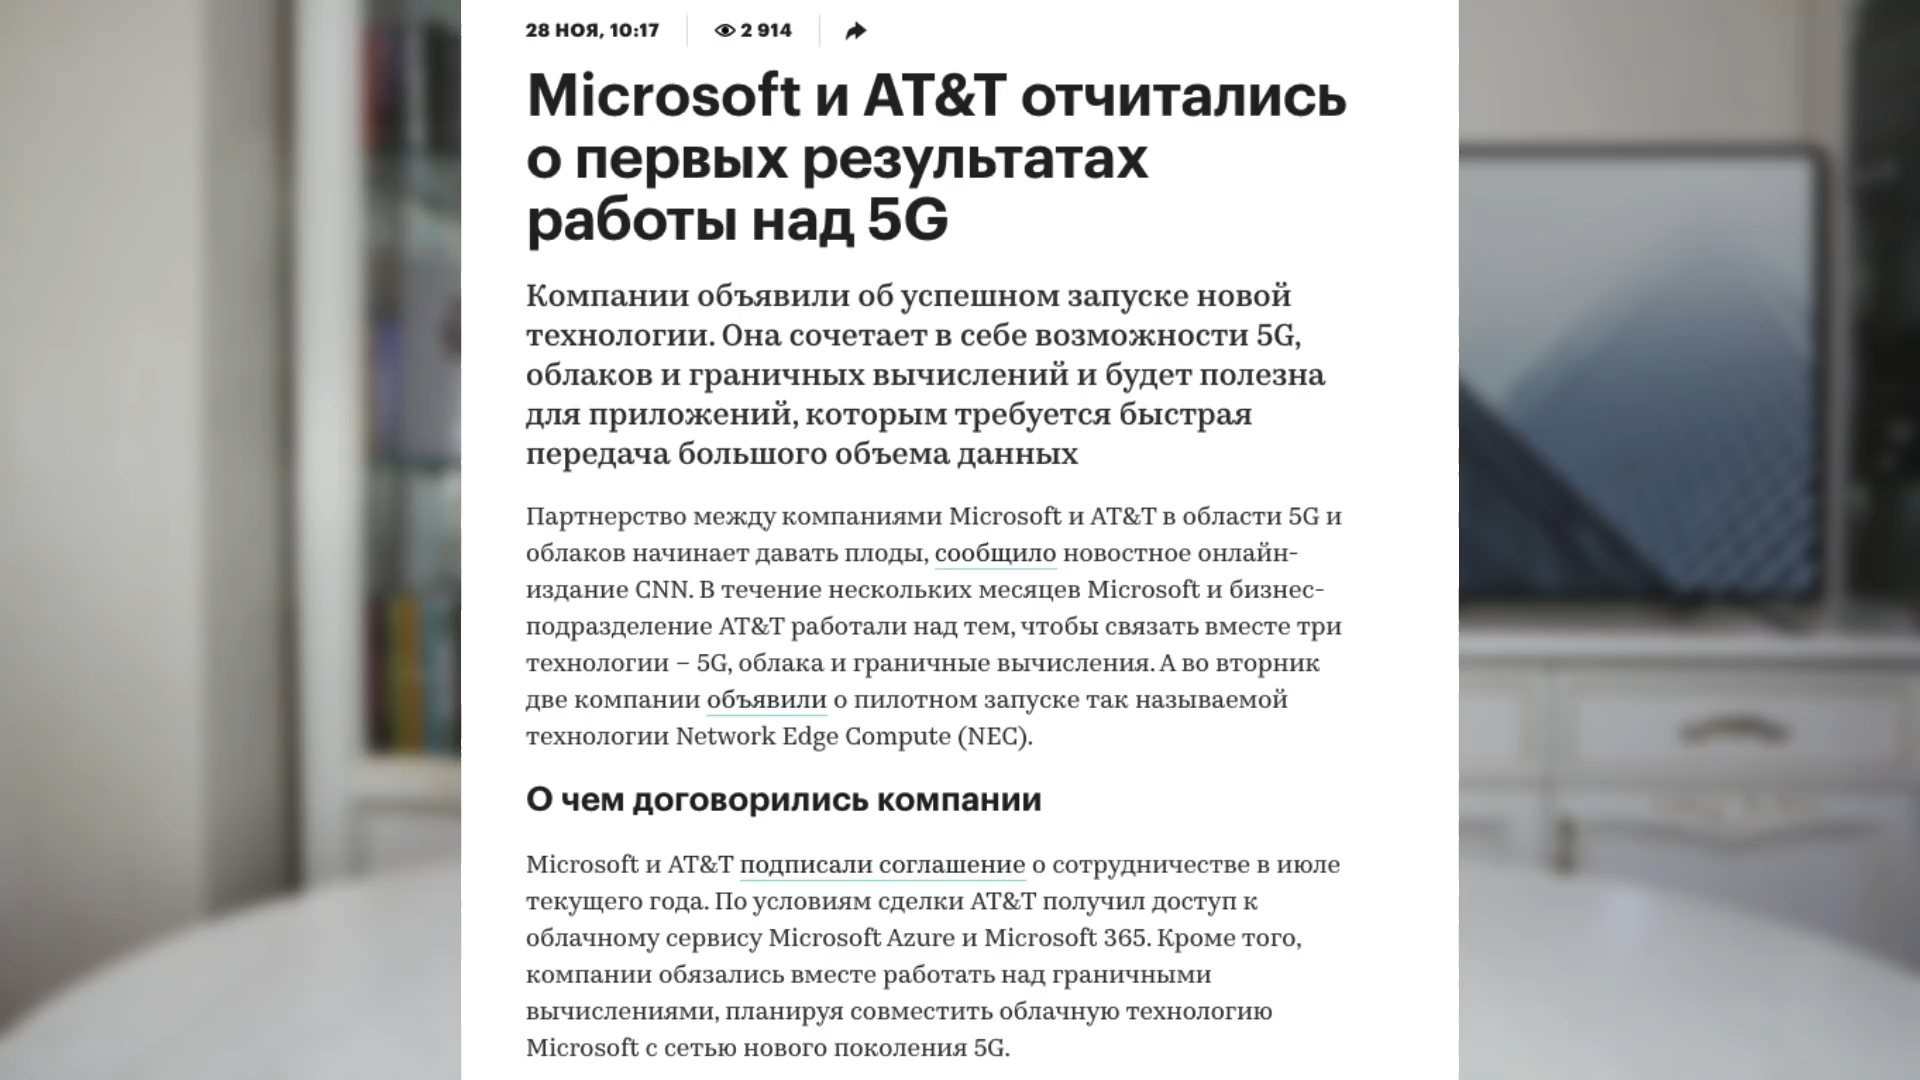 28 НОЯ, 10:17 2 914
Microsoft и AT&T отчитались
о первых результатах
работы над 5G
Компании объявили об успешном запуске новой
технологии. Она сочетает в себе возможности 5G,
облаков и граничных вычислений и будет полезна
для приложений, которым требуется быстрая
передача большого объема данных
Партнерство между компаниями Microsoft и AT&T в области 5G и
облаков начинает давать плоды, сообщило новостное онлайн-
издание CNN. В течение нескольких месяцев Microsoft и бизнес-
подразделение AT&T работали над тем, чтобы связать вместе три
технологии – 5G, облака и граничные вычисления. А во вторник
две компании объявили о пилотном запуске так называемой
технологии Network Edge Compute (NEC).
О чем договорились компании
Microsoft и AT&T подписали соглашение о сотрудничестве в июле
текущего года. По условиям сделки AT&T получил доступ к
облачному сервису Microsoft Azure и Microsoft 365. Кроме того,
компании обязались вместе работать над граничными
вычислениями, планируя совместить облачную технологию
Microsoft с сетью нового поколения 5G.